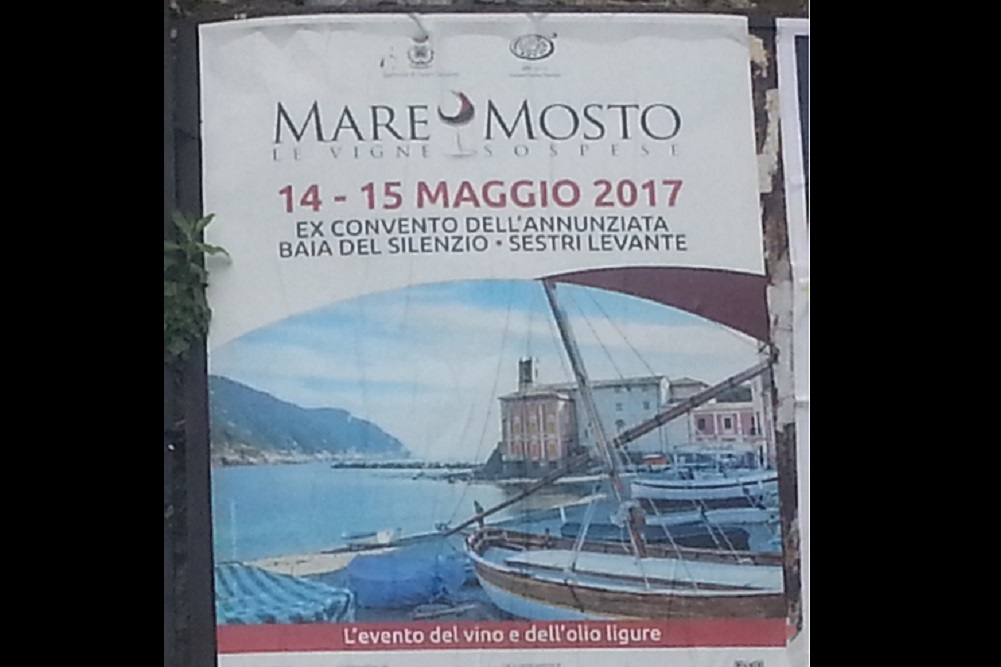 MARE MOSTO
LE VIGNE SOSPESE
14 - 15 MAGGIO 2017
EX CONVENTO DELL'ANNUNZIATA
BAIA DEL SILENZIO • SESTRI LEVANTE
L'evento del vino e dell'olio ligure